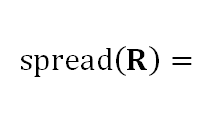 spread(R) =